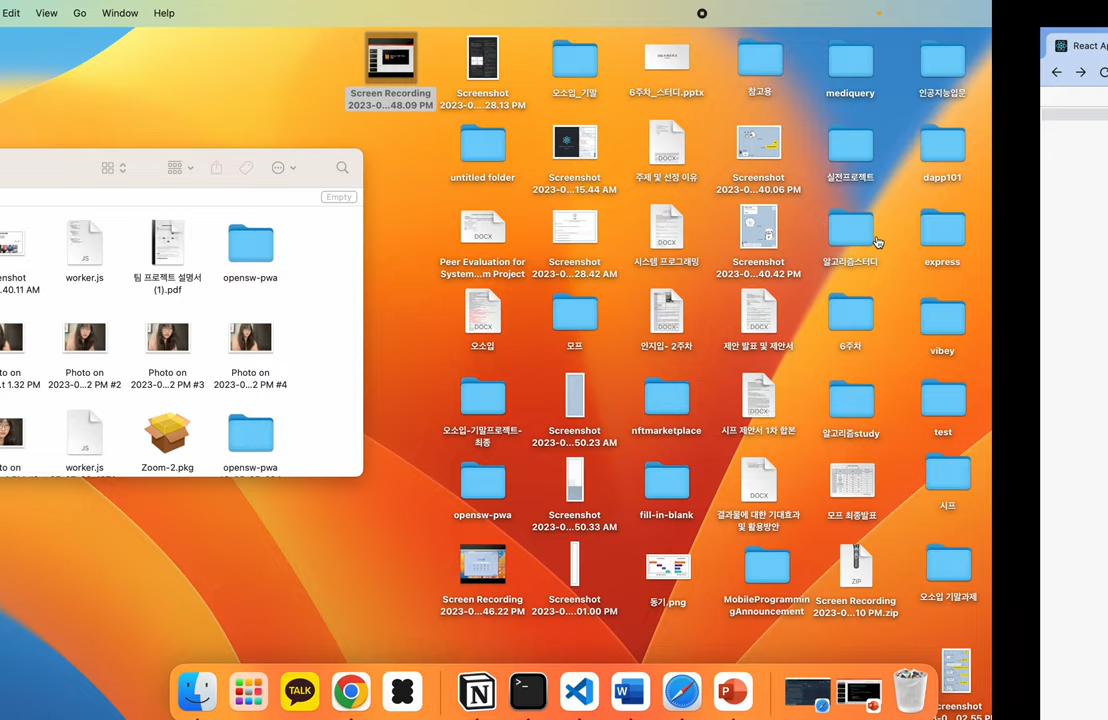 Edit View Go Window Help
React Ap
Screen Recording
2023-0...48.09 PM
Screenshot
2023-0....28.13 PM
오소입_기말
6주차_스터디.pptx
참고용
mediquery
인공지능입문
untitled folder
Screenshot
2023-0...15.44 AM
주제 및 선정 이유
Screenshot
2023-0...40.06 PM
실전프로젝트
dapp101
Empty
Peer Evaluation for
System...m Project
Screenshot
2023-0...28.42 AM
시스템 프로그래밍
Screenshot
2023-0...40.42 PM
알고리즘스터디
express
enshot
.40.11 AM
worker.js
JS
팀 프로젝트 설명서
(1).pdf
opensw-pwa
DOCX
오소입
모프
인지입- 2주차
제안 발표 및 제안서
6주차
vibey
oto on
.t 1.32 PM
Photo on
2023-0...2 PM #2
Photo on
2023-0...2 PM #3
Photo on
2023-0...2 PM #4
오소입-기말프로젝트-
최종
Screenshot
2023-0...50.23 AM
nftmarketplace
시프 제안서 1차 합본
알고리즘study
test
oto on
worker.js
JS
Zoom-2.pkg
opensw-pwa
opensw-pwa
Screenshot
2023-0...50.33 AM
fill-in-blank
결과물에 대한 기대효과
및 활용방안
모프 최종발표
시프
Screen Recording
2023-0...46.22 PM
Screenshot
2023-0....01.00 PM
동기.png
MobileProgrammin
gAnnouncement
ZIP
Screen Recording
2023-0...10 PM.zip
오소입 기말과제
TALK
N
W
P
creenshot